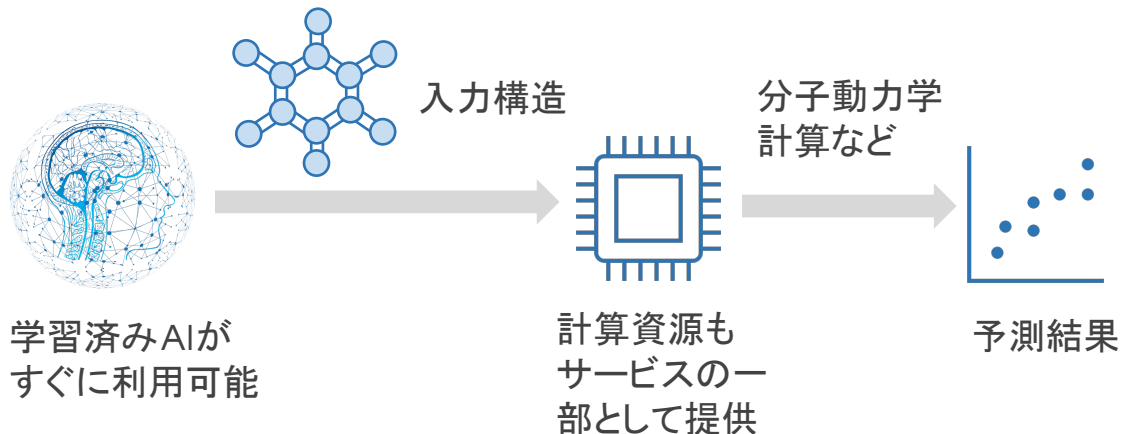 入力構造
分子動力学
計算など
学習済みAIが
すぐに利用可能
計算資源も
サービスの一
部として提供
予測結果